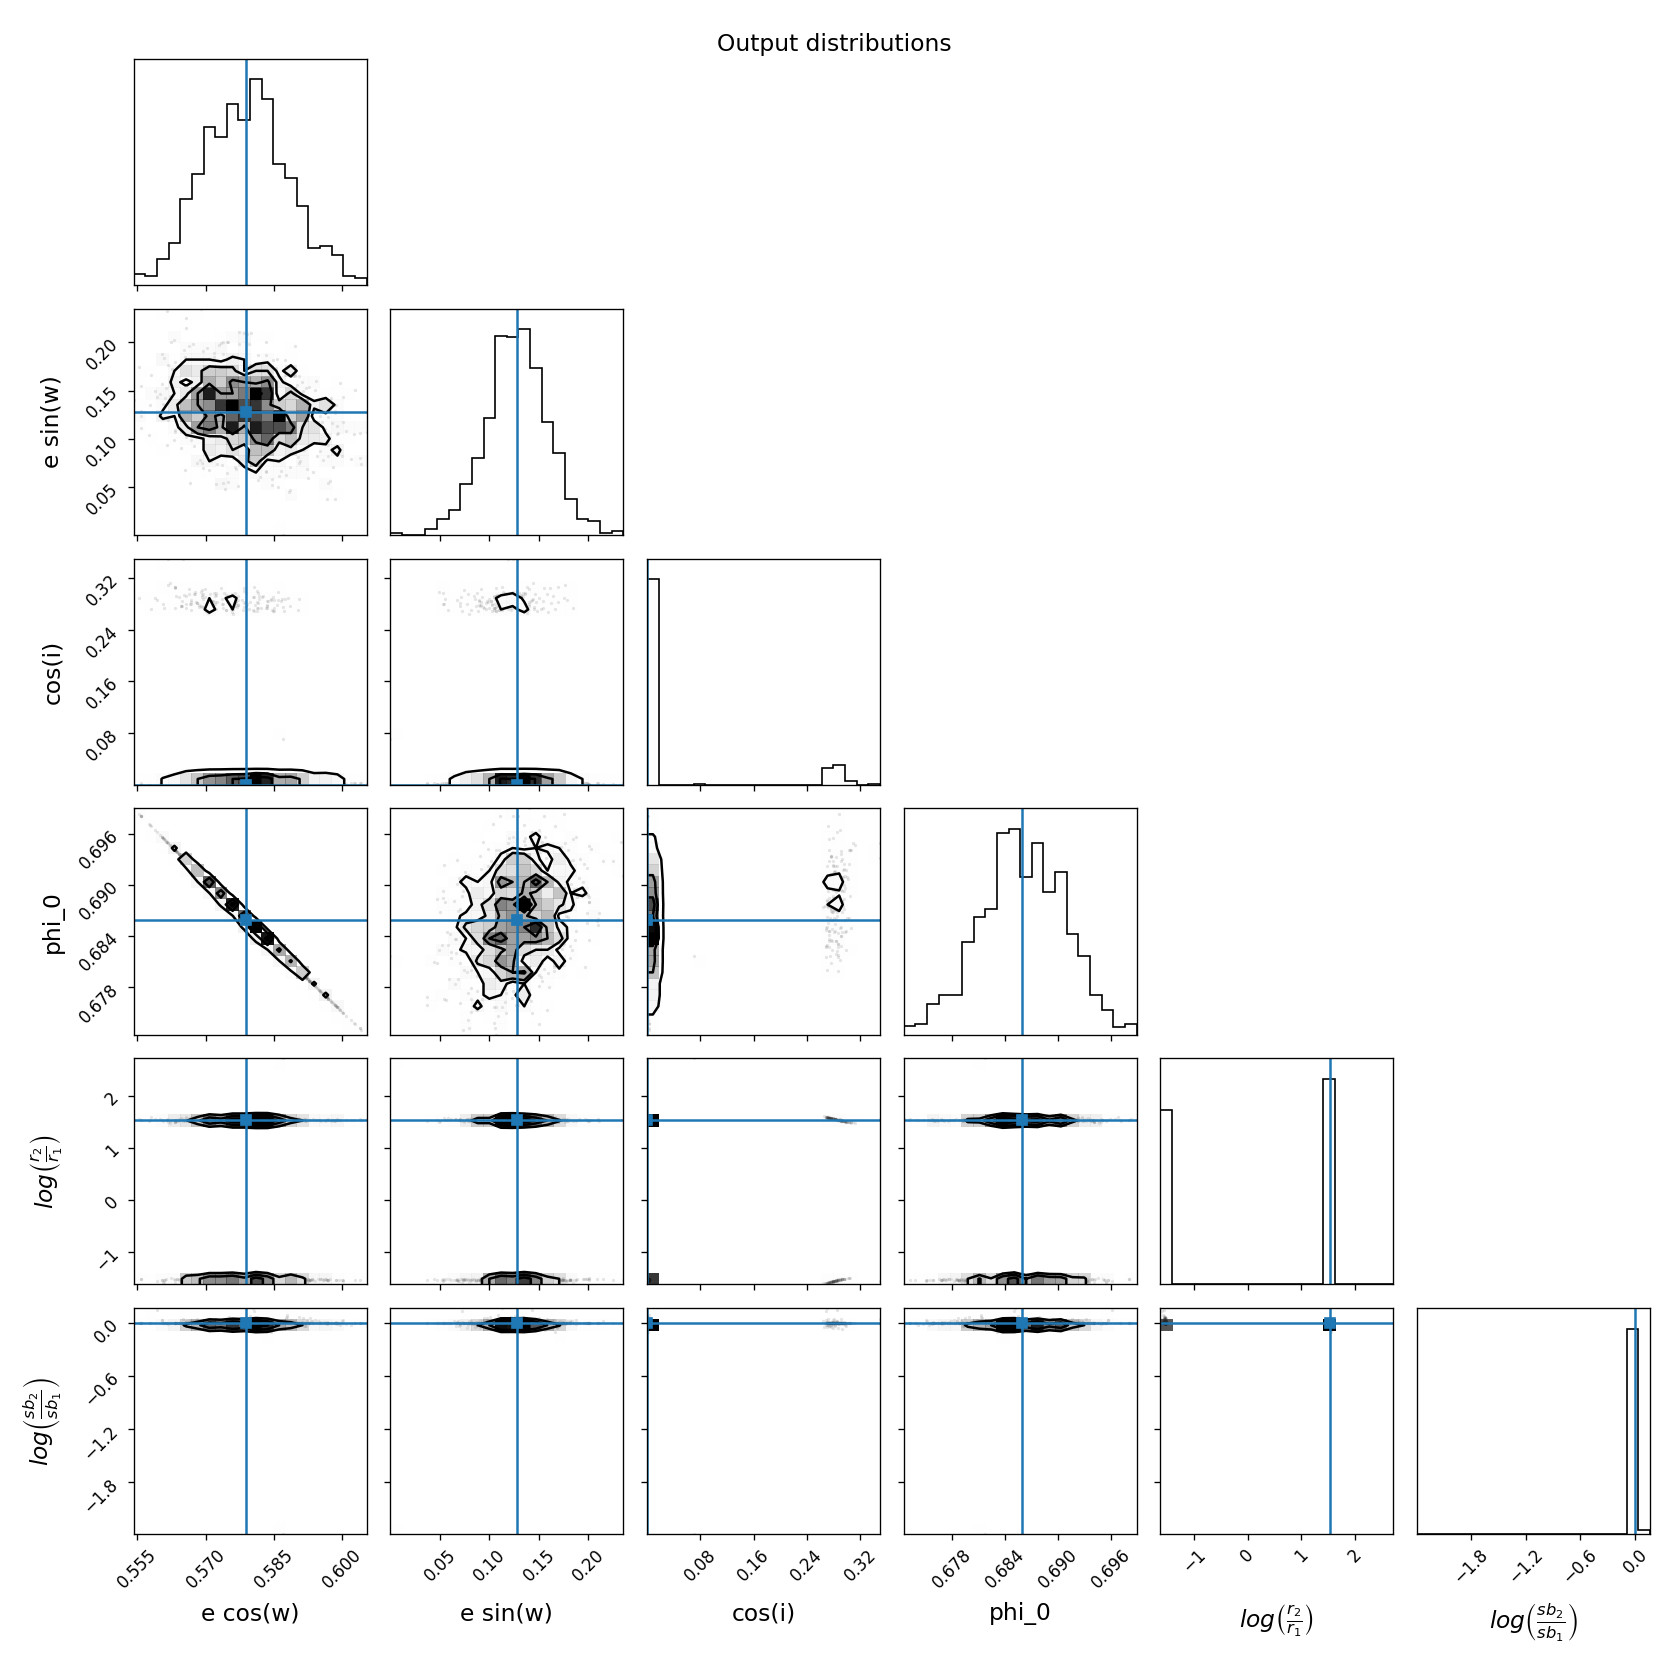 Output distributions
0.20
0.15
0.10
0.05
e sin(w)
0.32
0.24
0.16
0.08
cos(i)
0.696
0.690
0.684
0.678
phi_0
2
1
0
−1
log(r₂/r₁)
0.0
−0.6
−1.2
−1.8
log(sb₂/sb₁)
0.555 0.570 0.585 0.600
0.05 0.10 0.15 0.20
0.08 0.16 0.24 0.32
0.678 0.684 0.690 0.696
−1 0 1 2
−1.8 −1.2 −0.6 0.0
e cos(w)
e sin(w)
cos(i)
phi_0
log(r₂/r₁)
log(sb₂/sb₁)